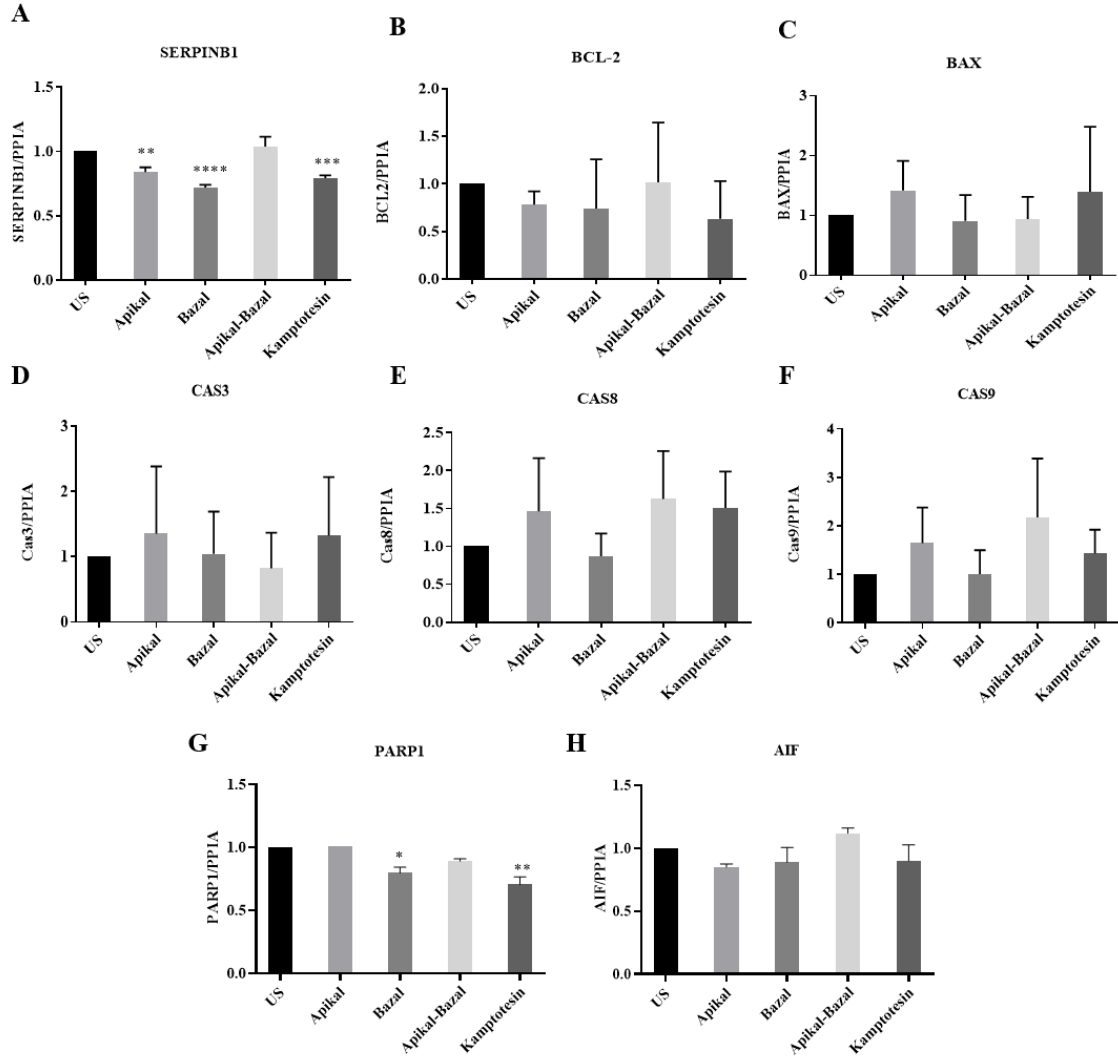 A
SERPINB1
SERPINB1/PPIA
1.5
1.0
0.5
0.0
**
****
***
US
Apikal
Bazal
Apikal-Bazal
Kamptotesin
B
BCL-2
BCL2/PPIA
2.0
1.5
1.0
0.5
0.0
US
Apikal
Bazal
Apikal-Bazal
Kamptotesin
C
BAX
BAX/PPIA
3
2
1
0
US
Apikal
Bazal
Apikal-Bazal
Kamptotesin
D
CAS3
Cas3/PPIA
3
2
1
0
US
Apikal
Bazal
Apikal-Bazal
Kamptotesin
E
CAS8
Cas8/PPIA
2.5
2.0
1.5
1.0
0.5
0.0
US
Apikal
Bazal
Apikal-Bazal
Kamptotesin
F
CAS9
Cas9/PPIA
4
3
2
1
0
US
Apikal
Bazal
Apikal-Bazal
Kamptotesin
G
PARP1
PARP1/PPIA
1.5
1.0
0.5
0.0
*
**
US
Apikal
Bazal
Apikal-Bazal
Kamptotesin
H
AIF
AIF/PPIA
1.5
1.0
0.5
0.0
US
Apikal
Bazal
Apikal-Bazal
Kamptotesin